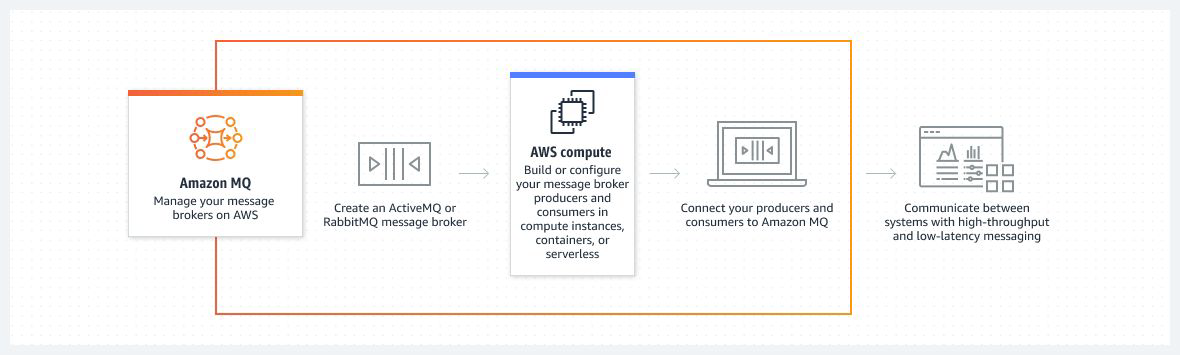 Amazon MQ
Manage your message
brokers on AWS
Create an ActiveMQ or
RabbitMQ message broker
AWS compute
Build or configure
your message broker
producers and
consumers in
compute instances,
containers, or
serverless
Connect your producers and
consumers to Amazon MQ
Communicate between
systems with high-throughput
and low-latency messaging